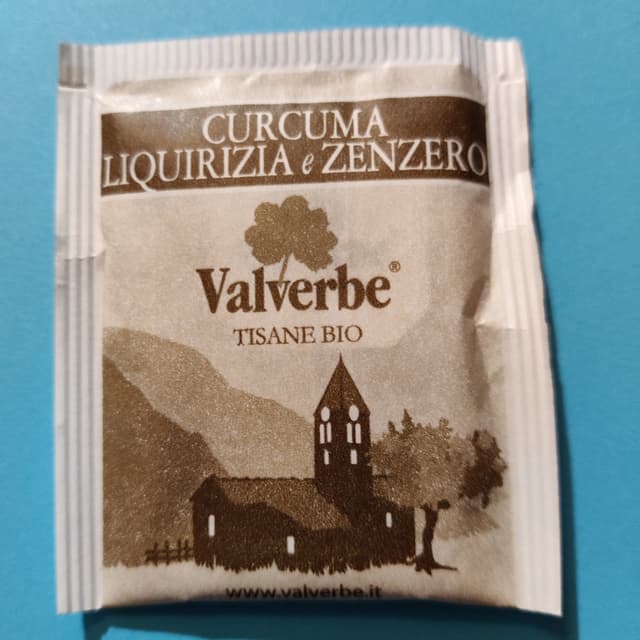 CURCUMA
LIQUIRIZIA e ZENZERO
Valverbe®
TISANE BIO
www.valverbe.it